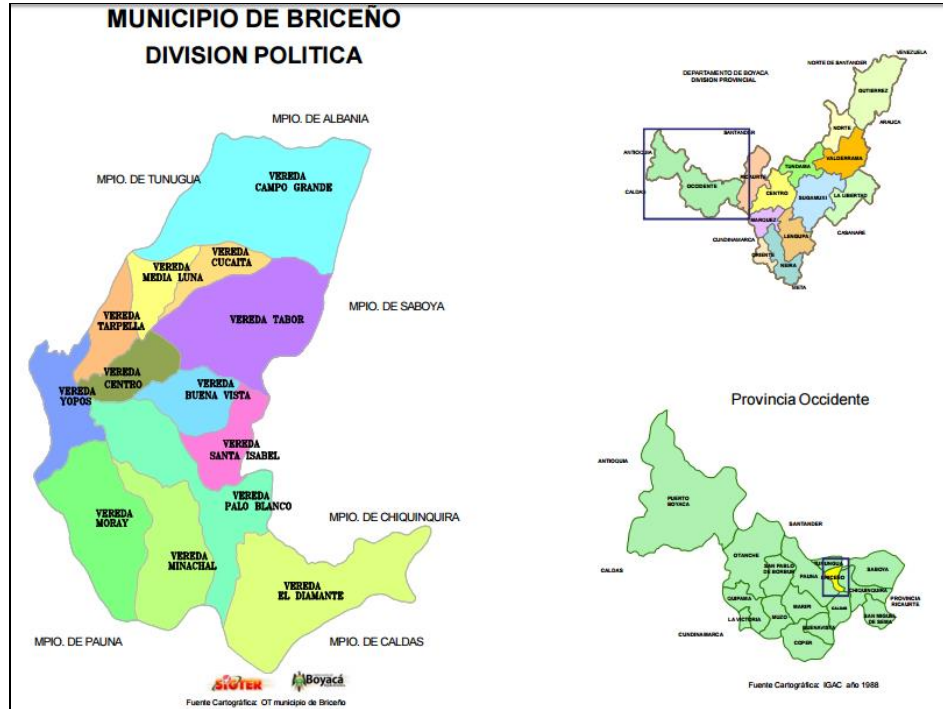 MUNICIPIO DE BRICEÑO
DIVISION POLITICA
MPIO. DE ALBANIA
MPIO. DE TUNUGUA
VEREDA
CAMPO GRANDE
VEREDA
CUCAITA
VEREDA
MEDIA LUNA
MPIO. DE SABOYA
VEREDA
TARPELLA
VEREDA TABOR
VEREDA
CENTRO
VEREDA
BUENA VISTA
VEREDA
YOPOS
VEREDA
SANTA ISABEL
VEREDA
PALO BLANCO
VEREDA
MORAY
MPIO. DE CHIQUINQUIRA
VEREDA
MINACHAL
VEREDA
EL DIAMANTE
MPIO. DE PAUNA
MPIO. DE CALDAS
SIGTER
Boyacá
Fuente Cartográfica: OT municipio de Briceño
VENEZUELA
NORTE DE SANTANDER
DEPARTAMENTO DE BOYACA
DIVISION PROVINCIAL
GUTIERREZ
ARAUCA
NORTE
SANTANDER
ANTIOQUIA
VALDERRAMA
TUNDAMA
RICAURTE
OCCIDENTE
CALDAS
CENTRO
SUGAMUXI
LA LIBERTAD
MARQUEZ
CASANARE
CUNDINAMARCA
LENGUPA
ORIENTE
NEIRA
META
Provincia Occidente
ANTIOQUIA
PUERTO
BOYACA
SANTANDER
OTANCHE
CALDAS
SAN PABLO
DE BORBUR
PAUNA
BRICEÑO
SABOYA
CHIQUINQUIRA
QUIPAMA
MARIPI
CALDAS
PROVINCIA
RICAURTE
LA VICTORIA
MUZO
SAN MIGUEL
DE SEMA
BUENAVISTA
CUNDINAMARCA
COPER
Fuente Cartográfica: IGAC año 1988